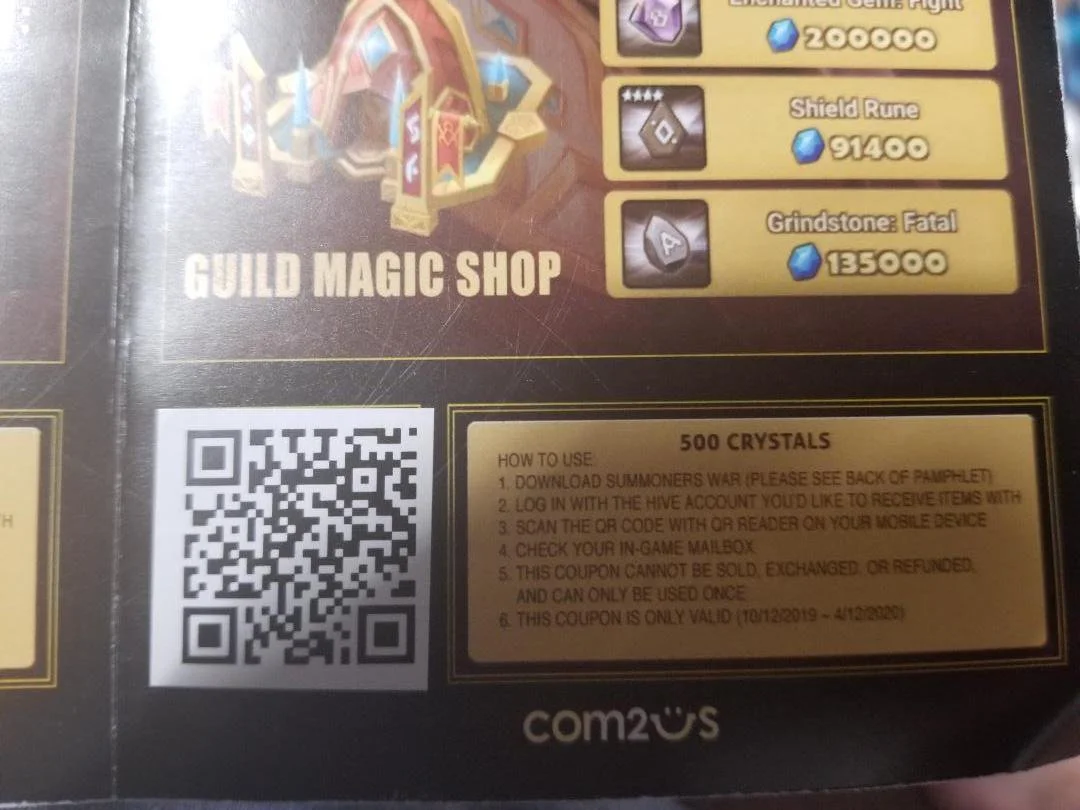 Enchanted Gem: Fight
200000
Shield Rune
91400
Grindstone: Fatal
135000
GUILD MAGIC SHOP
TH
500 CRYSTALS
HOW TO USE:
1. DOWNLOAD SUMMONERS WAR (PLEASE SEE BACK OF PAMPHLET)
2. LOG IN WITH THE HIVE ACCOUNT YOU'D LIKE TO RECEIVE ITEMS WITH
3. SCAN THE QR CODE WITH QR READER ON YOUR MOBILE DEVICE
4. CHECK YOUR IN-GAME MAILBOX
5. THIS COUPON CANNOT BE SOLD, EXCHANGED, OR REFUNDED,
AND CAN ONLY BE USED ONCE
6. THIS COUPON IS ONLY VALID (10/12/2019 ~ 4/12/2020)
com2us